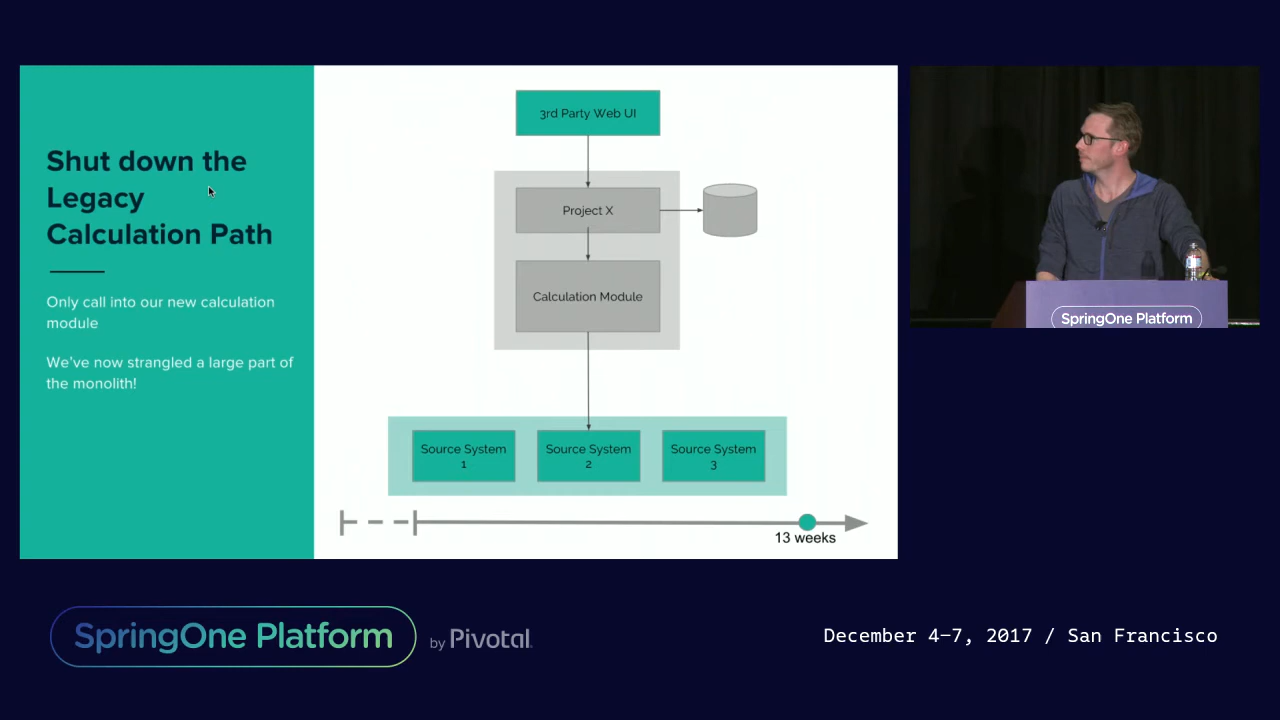 Shut down the
Legacy
Calculation Path
Only call into our new calculation
module
We've now strangled a large part of
the monolith!
3rd Party Web UI
Project X
Calculation Module
Source System
1
Source System
2
Source System
3
13 weeks
SpringOne Platform
SpringOne Platform
by Pivotal
December 4–7, 2017 / San Francisco